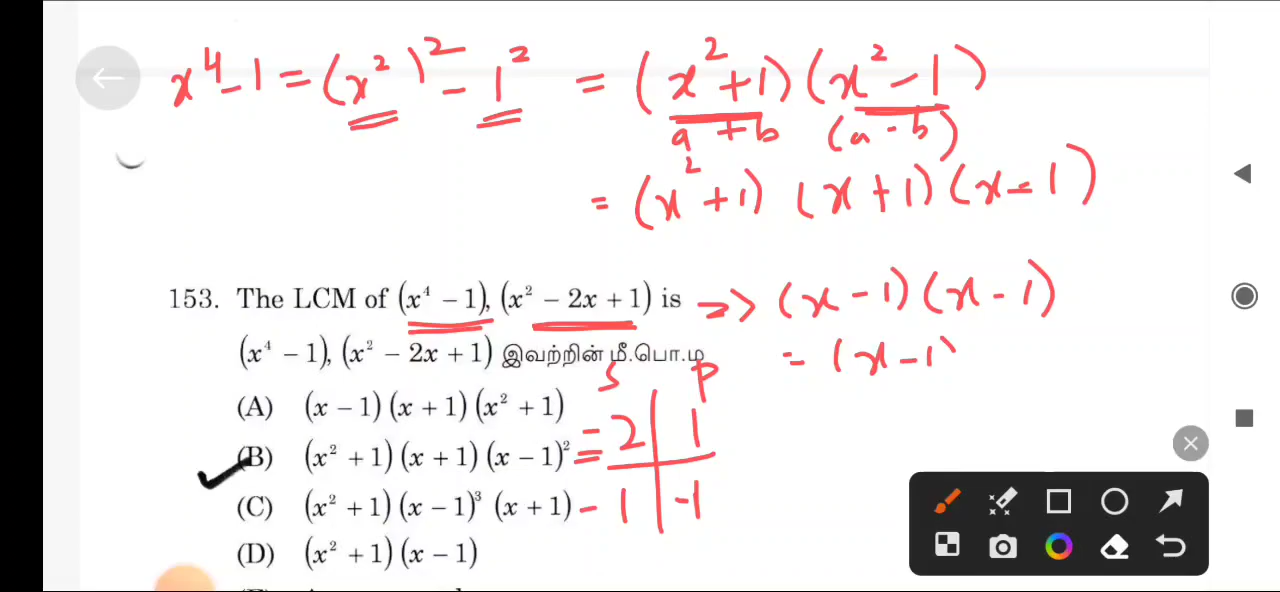 x⁴-1 = (x²)² - 1² = (x²+1)(x²-1)
a + b (a - b)
= (x²+1) (x+1)(x-1)
153. The LCM of (x⁴ – 1), (x² – 2x + 1) is => (x-1)(x-1)
(x⁴ – 1), (x² – 2x + 1) இவற்றின் மீ.பொ.ம = (x-1)
S P
(A) (x – 1)(x + 1)(x² + 1)
(B) (x² + 1)(x + 1)(x – 1)² = 2 1
(C) (x² + 1)(x – 1)³ (x + 1) -1 -1
(D) (x² + 1)(x – 1)